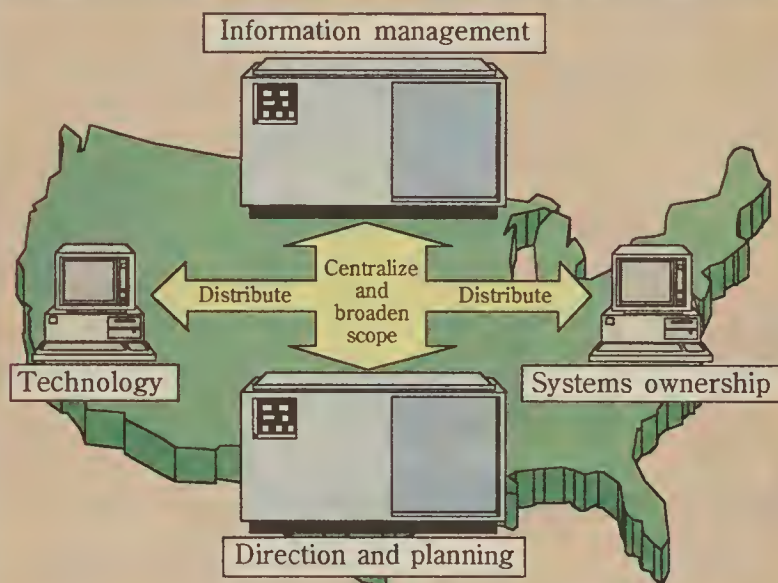 Information management
Centralize
and
broaden
scope
Distribute
Distribute
Technology
Systems ownership
Direction and planning